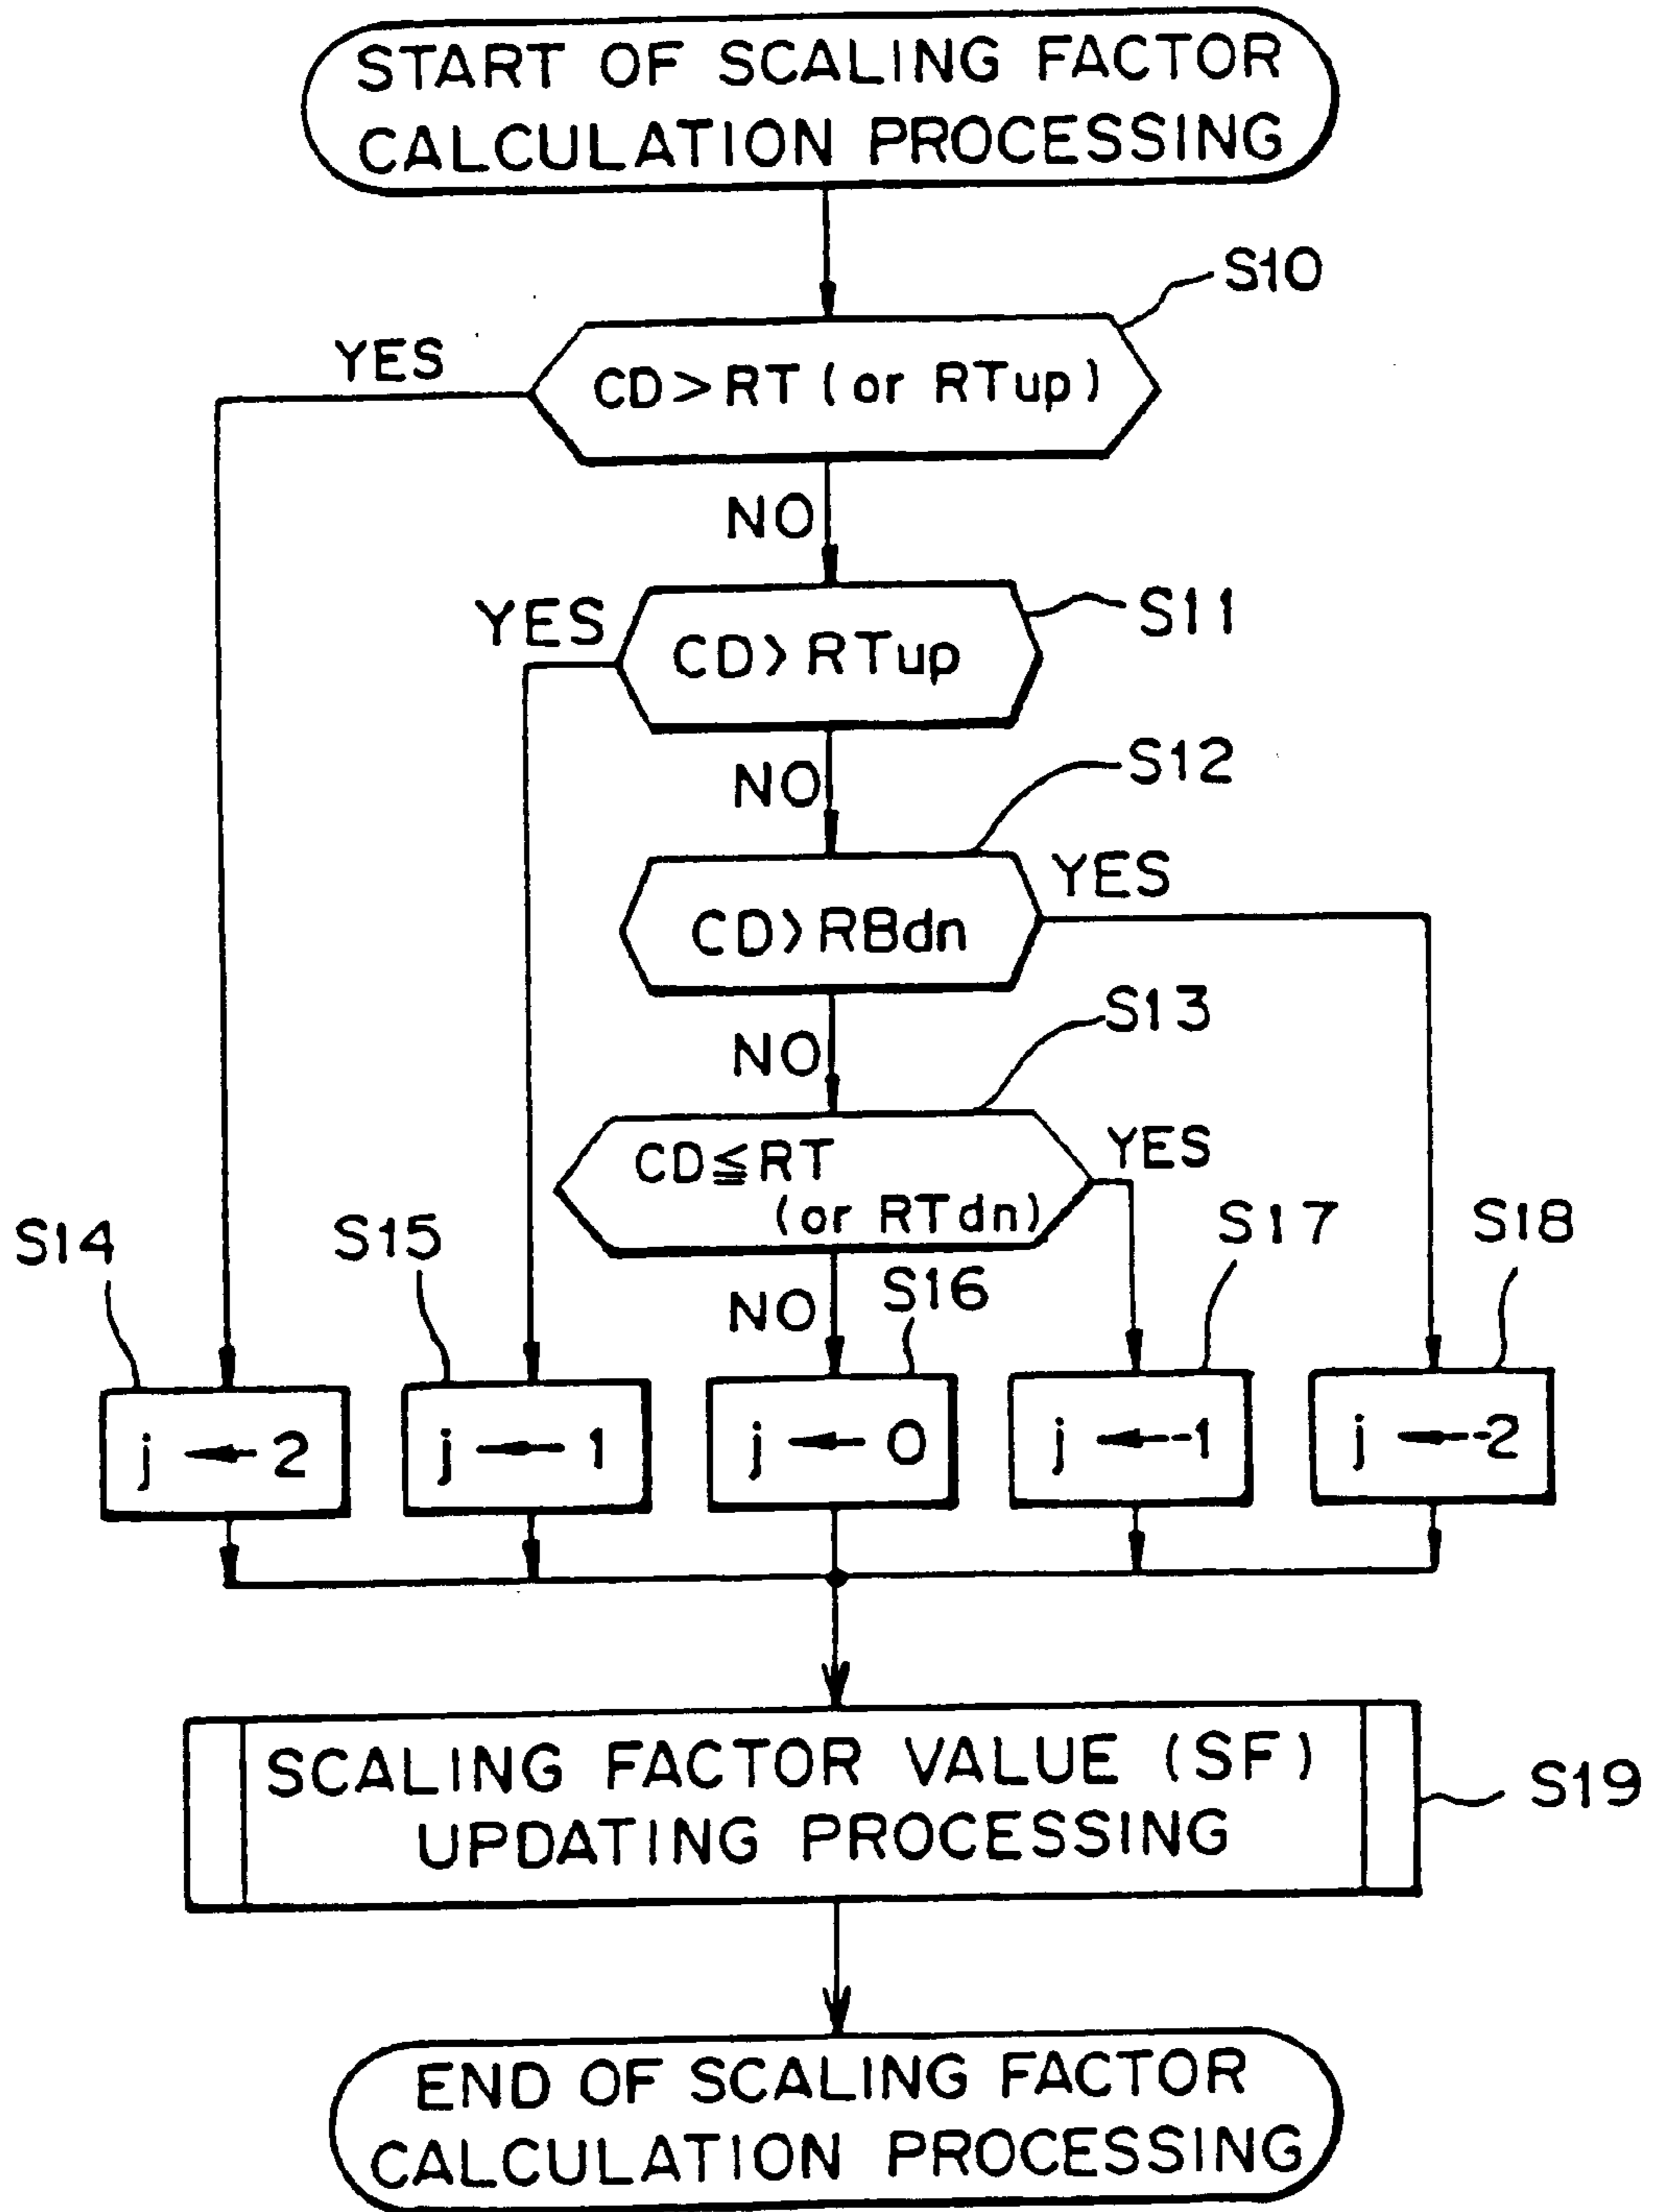 START OF SCALING FACTOR
CALCULATION PROCESSING
S10
YES
CD>RT (or RTup)
NO
S11
YES
CD>RTup
NO
S12
YES
CD>RBdn
NO
S13
CD≦RT
(or RTdn)
YES
S14
S15
NO
S16
S17
S18
j ← 2
j ← 1
j ← 0
j ← -1
j ← -2
SCALING FACTOR VALUE (SF)
UPDATING PROCESSING
S19
END OF SCALING FACTOR
CALCULATION PROCESSING